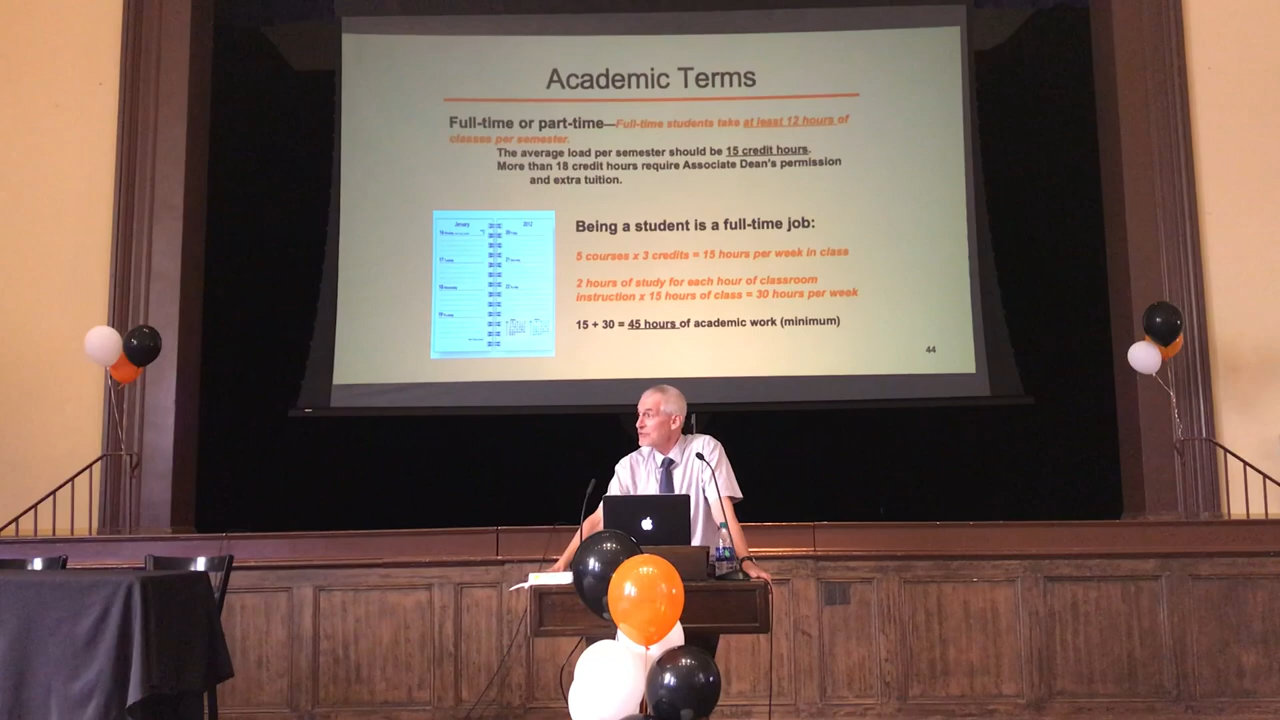 Academic Terms
Full-time or part-time—Full-time students take at least 12 hours of
classes per semester.
The average load per semester should be 15 credit hours.
More than 18 credit hours require Associate Dean's permission
and extra tuition.
January 2012
Being a student is a full-time job:
5 courses x 3 credits = 15 hours per week in class
2 hours of study for each hour of classroom
instruction x 15 hours of class = 30 hours per week
15 + 30 = 45 hours of academic work (minimum)
44